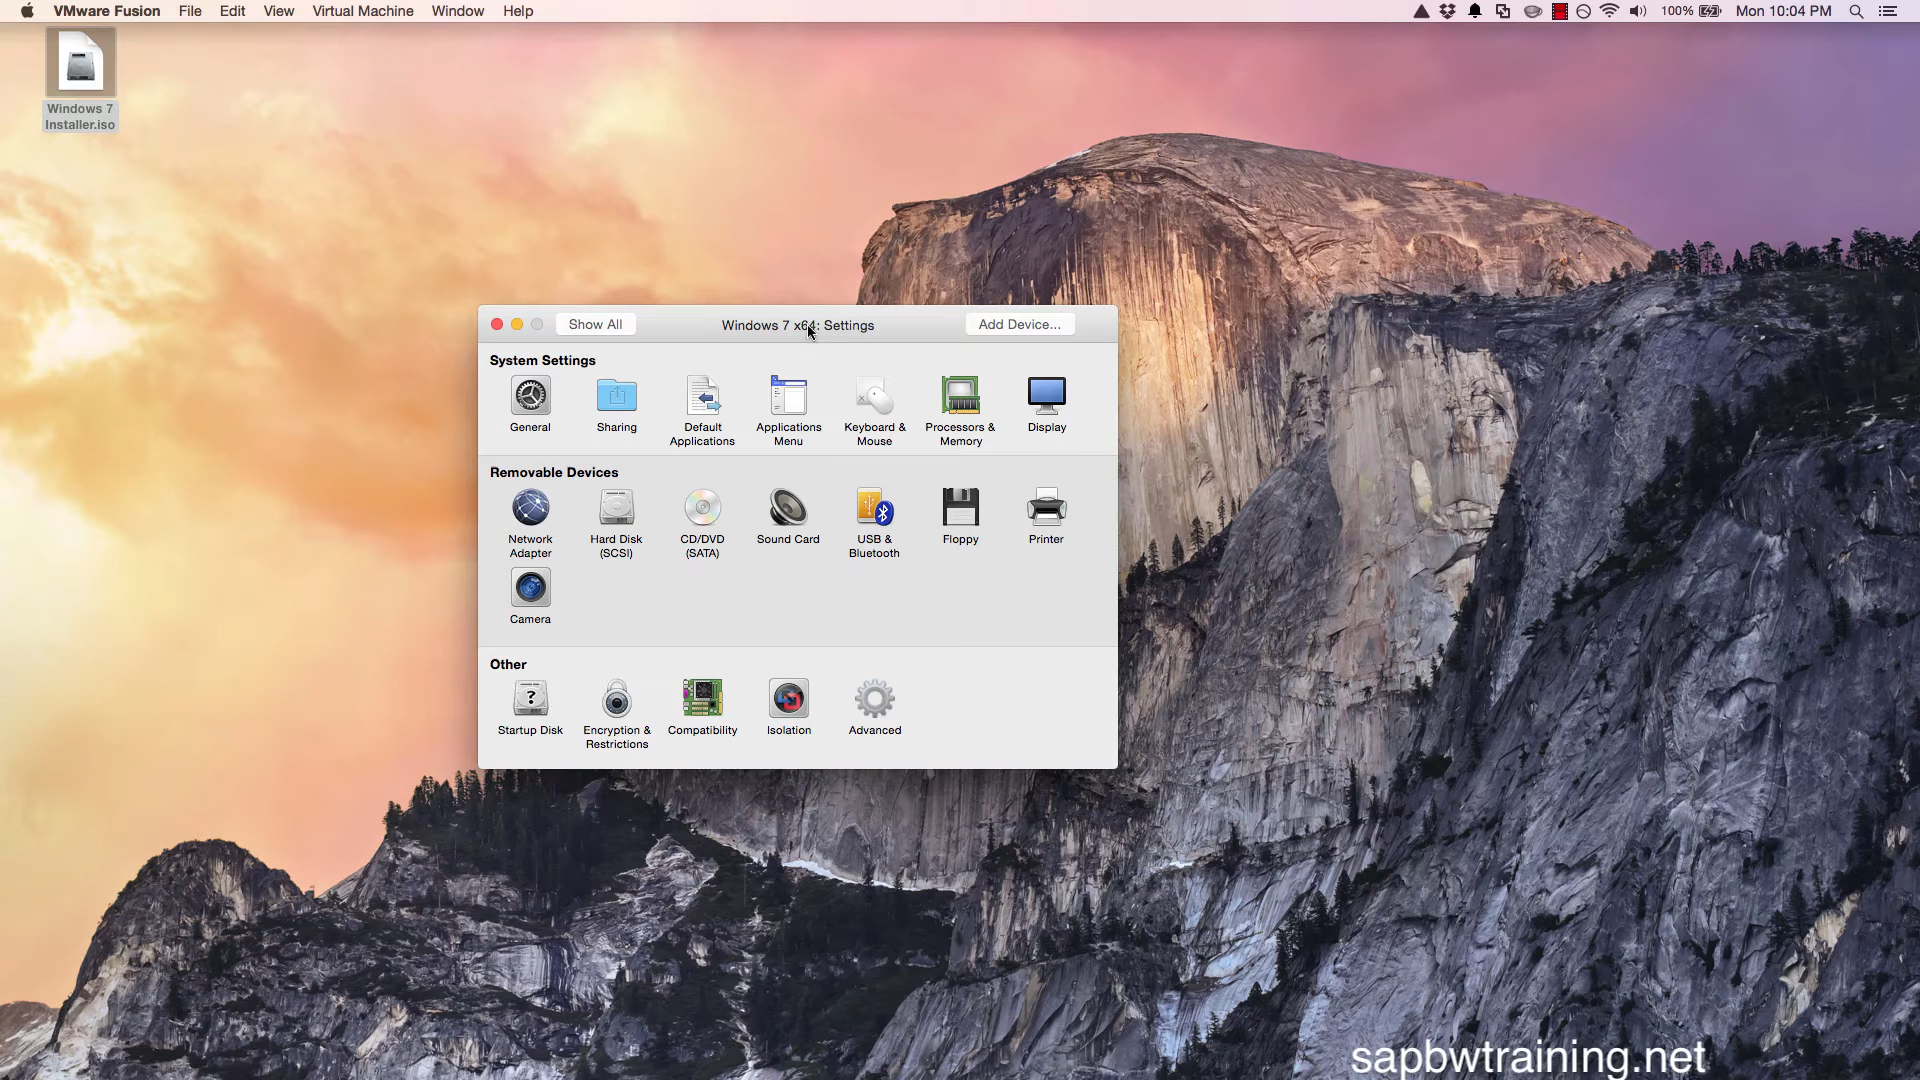 VMware Fusion File Edit View Virtual Machine Window Help
100% Mon 10:04 PM
Windows 7
Installer.iso
Show All
Windows 7 x64: Settings
Add Device...
System Settings
General
Sharing
Default
Applications
Applications
Menu
Keyboard &
Mouse
Processors &
Memory
Display
Removable Devices
Network
Adapter
Hard Disk
(SCSI)
CD/DVD
(SATA)
Sound Card
USB &
Bluetooth
Floppy
Printer
Camera
Other
Startup Disk
Encryption &
Restrictions
Compatibility
Isolation
Advanced
sapbwtraining.net